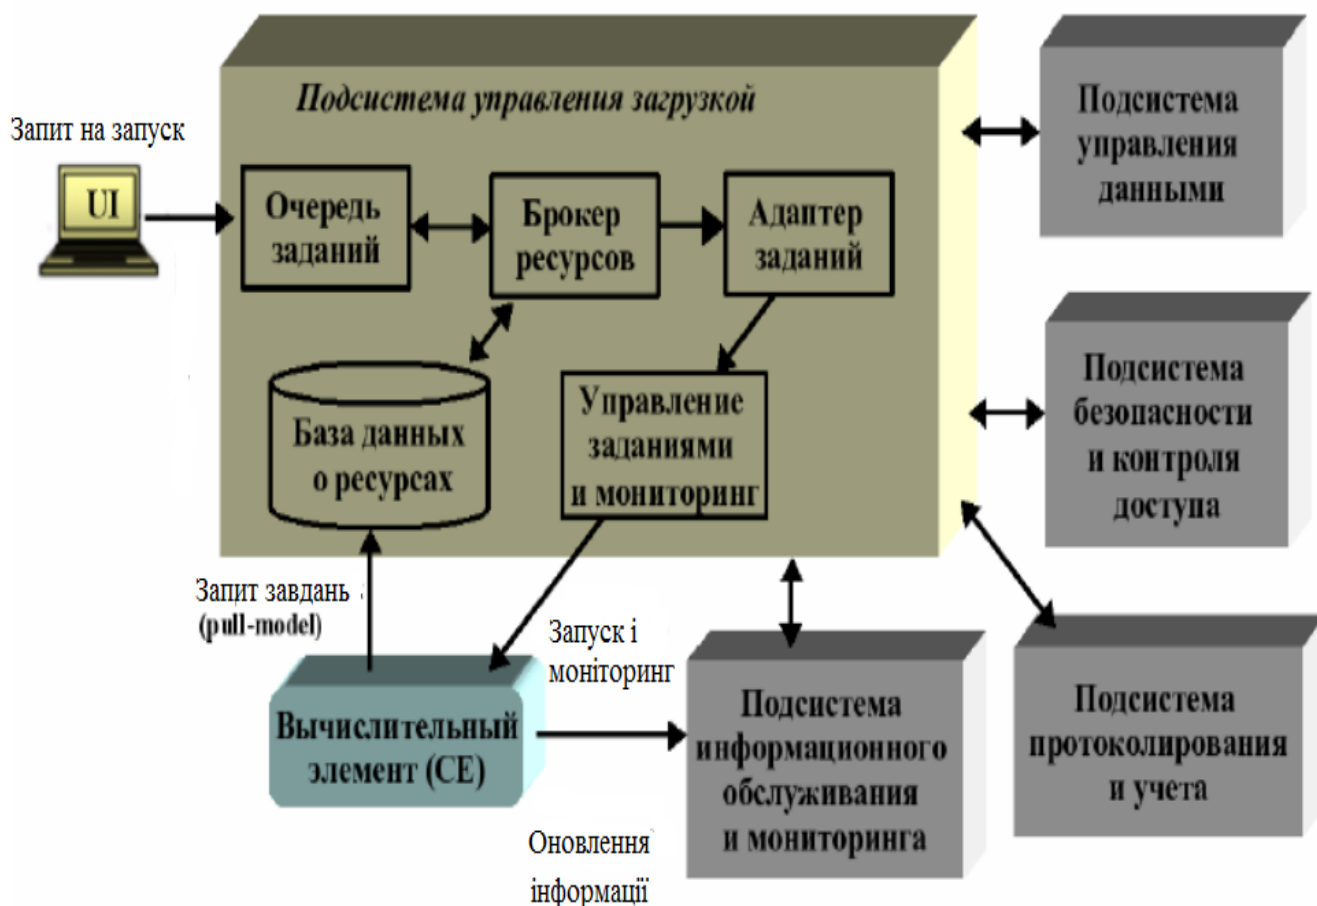 Подсистема управления загрузкой
Запит на запуск
UI
Очередь
заданий
Брокер
ресурсов
Адаптер
заданий
База данных
о ресурсах
Управление
заданиями
и мониторинг
Подсистема
управления
данными
Подсистема
безопасности
и контроля
доступа
Запит завдань
(pull-model)
Запуск і
моніторинг
Вычислительный
элемент (CE)
Оновлення
інформації
Подсистема
информационного
обслуживания
и мониторинга
Подсистема
протоколирования
и учета